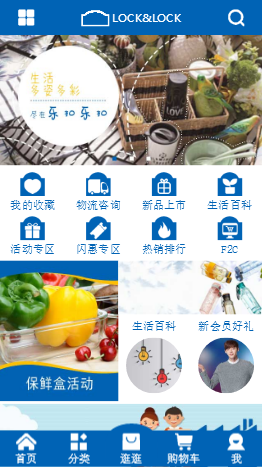 LOCK&LOCK
生活
多姿多彩
尽在 乐扣乐扣
我的收藏 物流咨询 新品上市 生活百科
活动专区 闪惠专区 热销排行 F2C
生活百科 新会员好礼
保鲜盒活动
首页 分类 逛逛 购物车 我